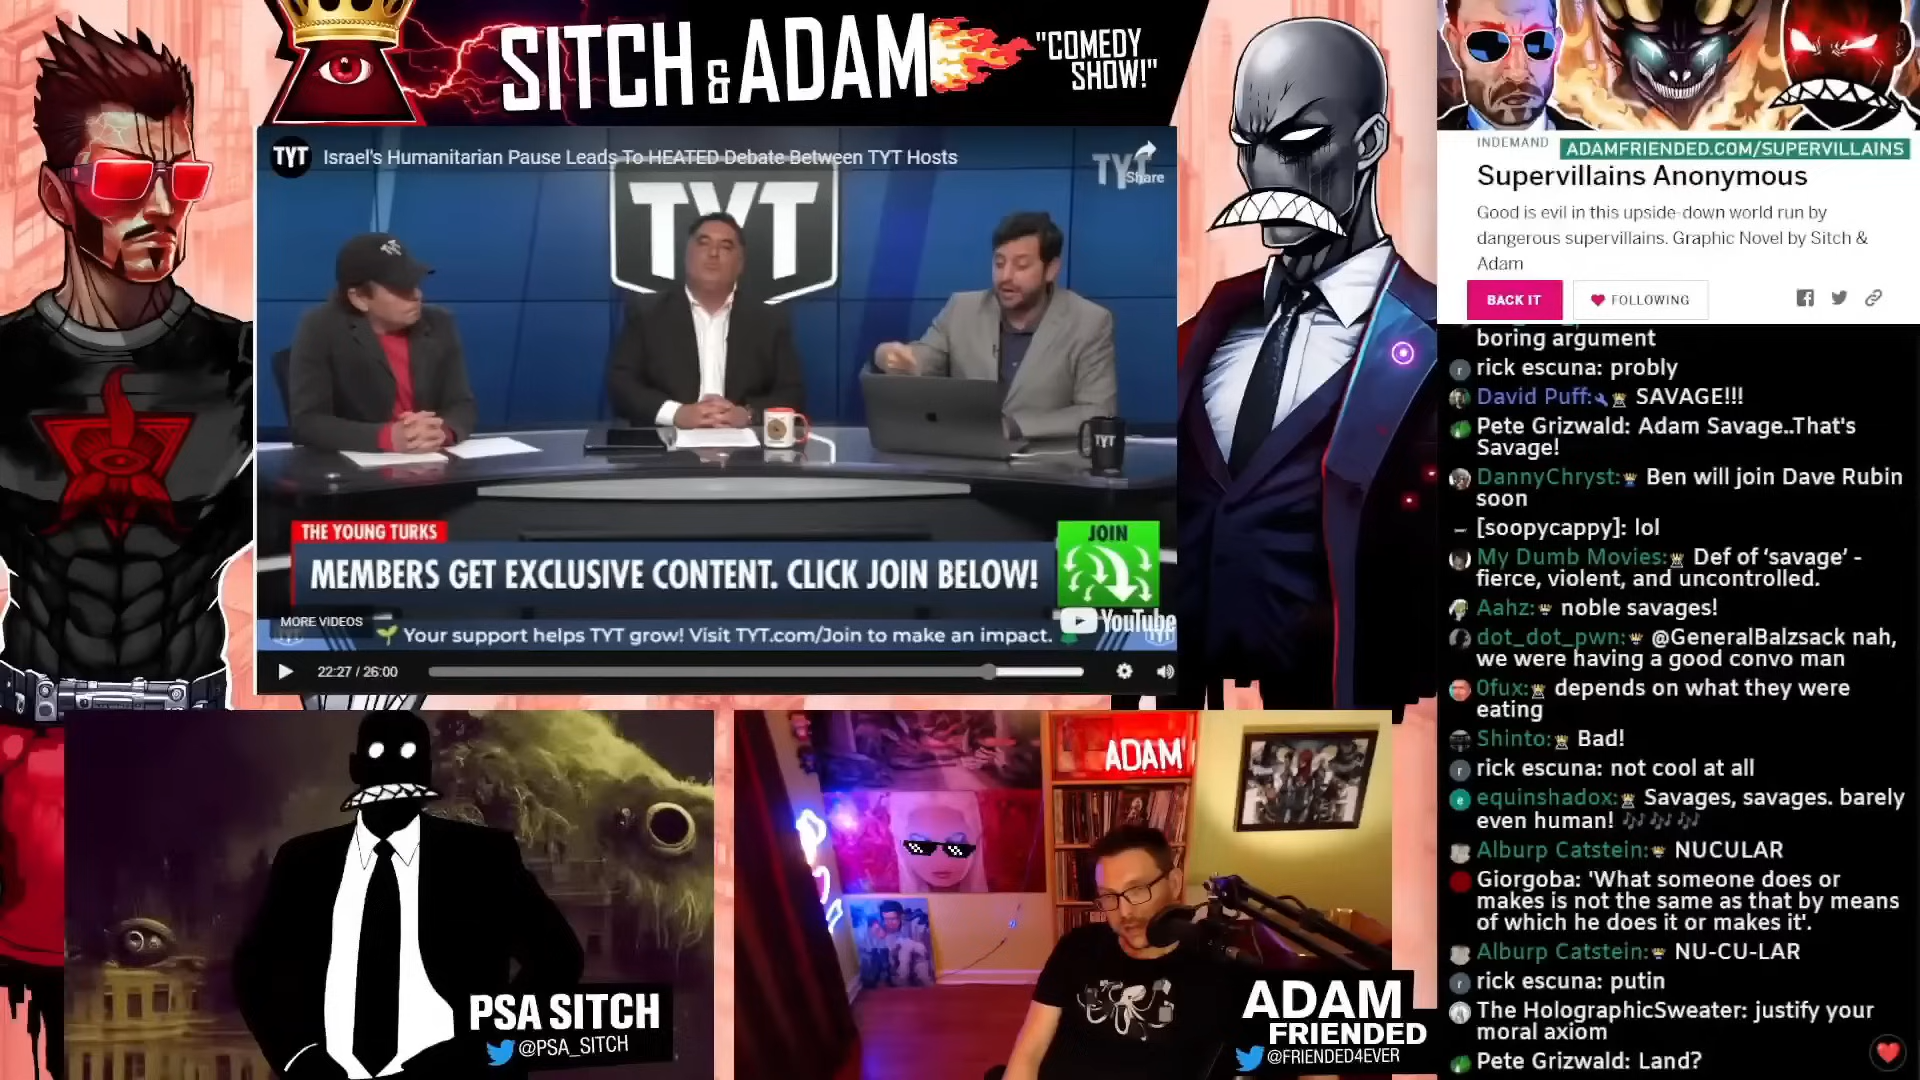 SITCH & ADAM
"COMEDY
SHOW!"
TYT
Israel's Humanitarian Pause Leads To HEATED Debate Between TYT Hosts
TYT
Share
TYT
TYT
THE YOUNG TURKS
MEMBERS GET EXCLUSIVE CONTENT. CLICK JOIN BELOW!
JOIN
MORE VIDEOS
YouTube
Your support helps TYT grow! Visit TYT.com/Join to make an impact.
22:27 / 26:00
PSA SITCH
@PSA_SITCH
ADAM
ADAM
FRIENDED
@FRIENDED4EVER
INDEMAND
ADAMFRIENDED.COM/SUPERVILLAINS
Supervillains Anonymous
Good is evil in this upside-down world run by
dangerous supervillains. Graphic Novel by Sitch &
Adam
BACK IT
FOLLOWING
boring argument
rick escuna: probly
David Puff: SAVAGE!!!
Pete Grizwald: Adam Savage..That's
Savage!
DannyChryst: Ben will join Dave Rubin
soon
[soopycappy]: lol
My Dumb Movies: Def of ‘savage’ -
fierce, violent, and uncontrolled.
Aahz: noble savages!
dot_dot_pwn: @GeneralBalzsack nah,
we were having a good convo man
0fux: depends on what they were
eating
Shinto: Bad!
rick escuna: not cool at all
equinshadox: Savages, savages. barely
even human! 🎶🎶🎶
Alburp Catstein: NUCULAR
Giorgoba: 'What someone does or
makes is not the same as that by means
of which he does it or makes it'.
Alburp Catstein: NU-CU-LAR
rick escuna: putin
The HolographicSweater: justify your
moral axiom
Pete Grizwald: Land?